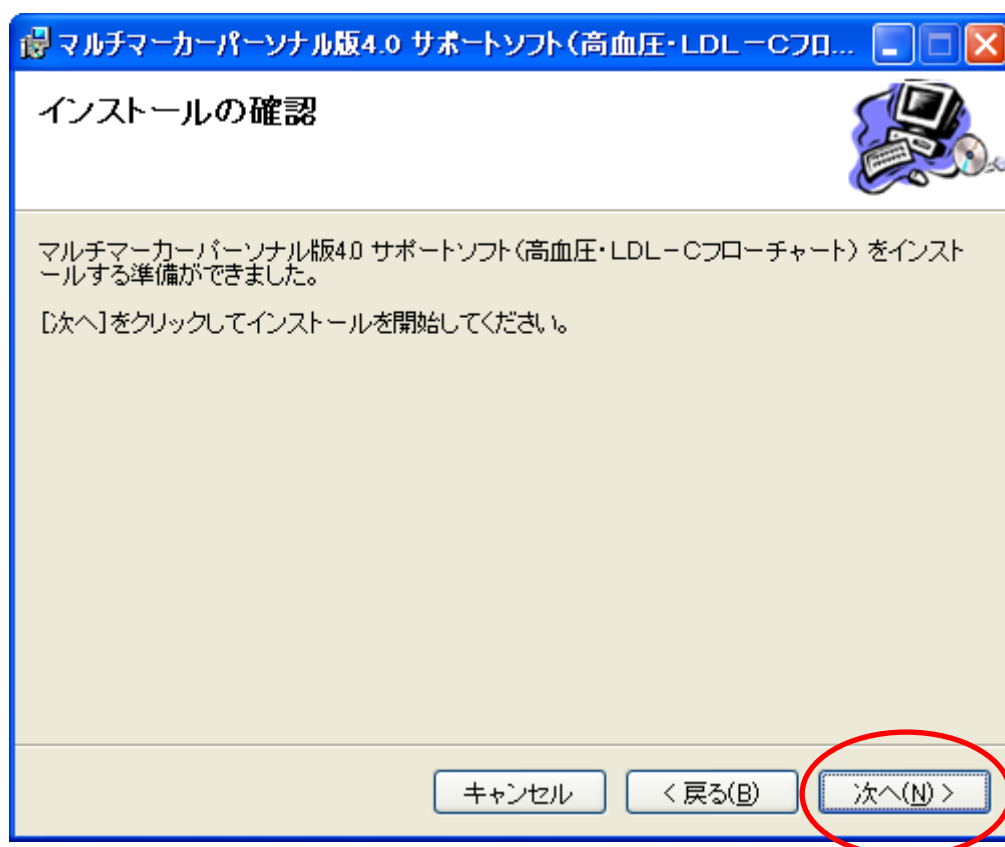 マルチマーカーパーソナル版4.0 サポートソフト(高血圧・LDL－Cフロ...
インストールの確認
マルチマーカーパーソナル版4.0 サポートソフト(高血圧・LDL－Cフローチャート) をインスト
ールする準備ができました。
[次へ]をクリックしてインストールを開始してください。
キャンセル
< 戻る(B)
次へ(N) >